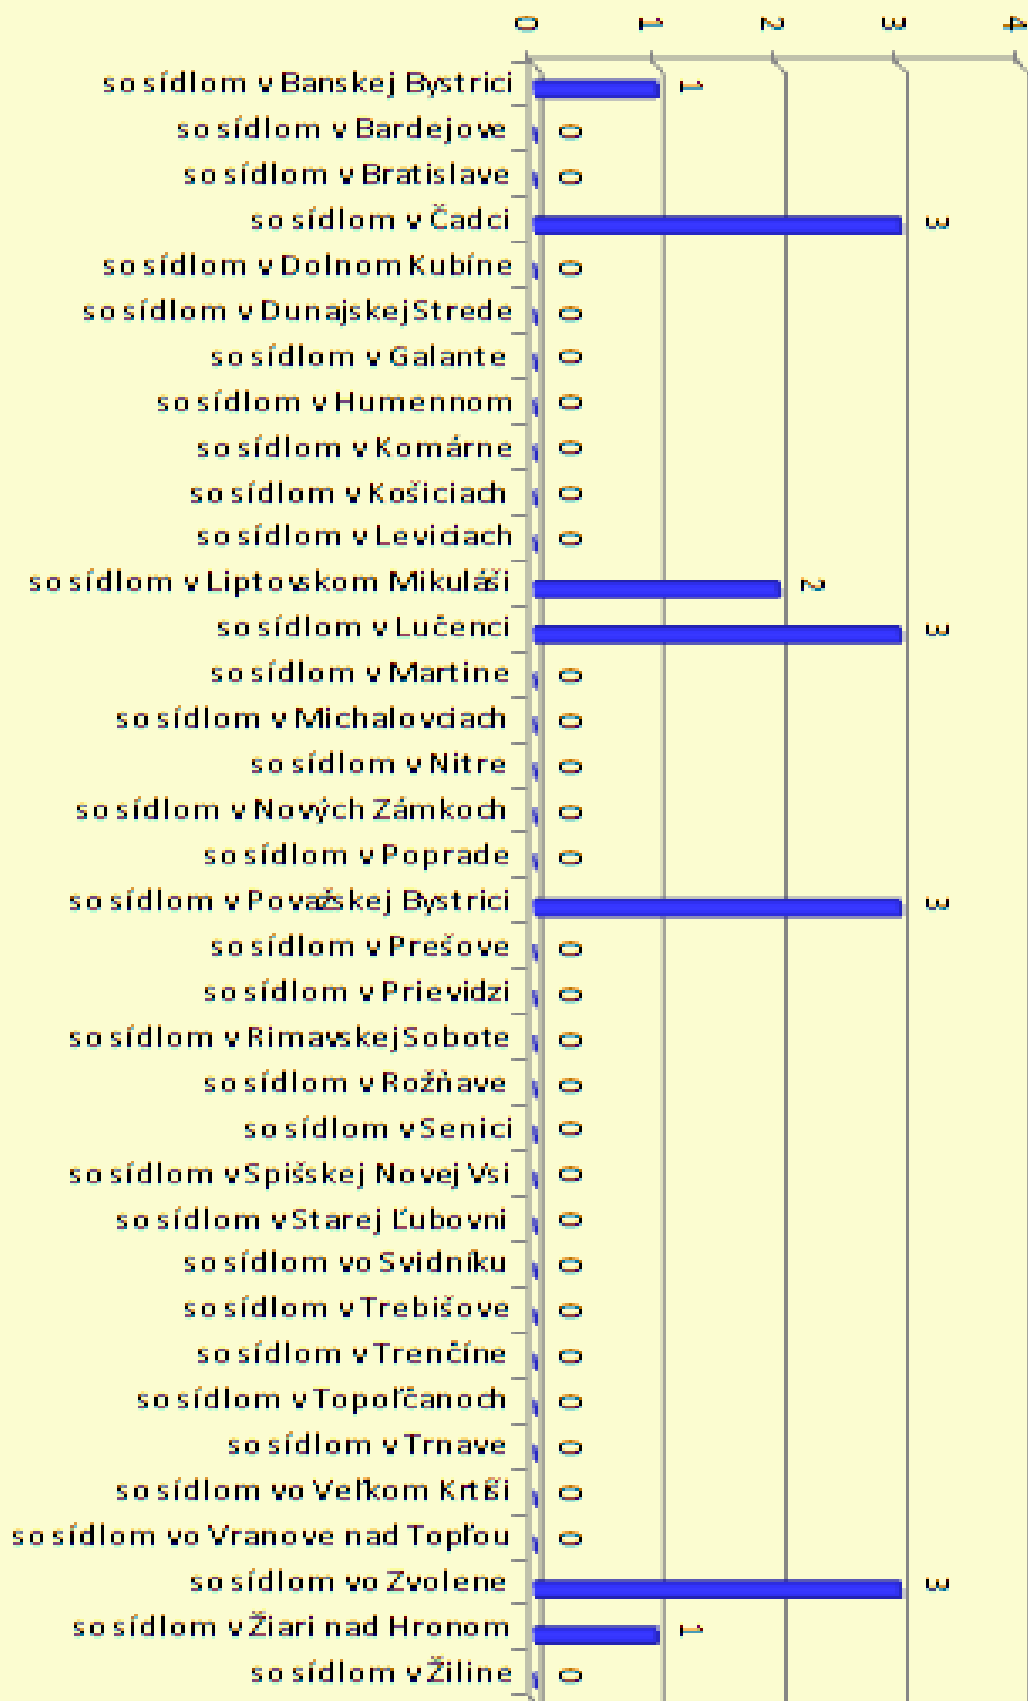 0 1 2 3 4
so sídlom v Banskej Bystrici 1
so sídlom v Bardejove 0
so sídlom v Bratislave 0
so sídlom v Čadci 3
so sídlom v Dolnom Kubíne 0
so sídlom v Dunajskej Strede 0
so sídlom v Galante 0
so sídlom v Humennom 0
so sídlom v Komárne 0
so sídlom v Košiciach 0
so sídlom v Leviciach 0
so sídlom v Liptovskom Mikuláši 2
so sídlom v Lučenci 3
so sídlom v Martine 0
so sídlom v Michalovciach 0
so sídlom v Nitre 0
so sídlom v Nových Zámkoch 0
so sídlom v Poprade 0
so sídlom v Považskej Bystrici 3
so sídlom v Prešove 0
so sídlom v Prievidzi 0
so sídlom v Rimavskej Sobote 0
so sídlom v Rožňave 0
so sídlom v Senici 0
so sídlom v Spišskej Novej Vsi 0
so sídlom v Starej Ľubovni 0
so sídlom vo Svidníku 0
so sídlom v Trebišove 0
so sídlom v Trenčíne 0
so sídlom v Topoľčanoch 0
so sídlom v Trnave 0
so sídlom vo Veľkom Krtíši 0
so sídlom vo Vranove nad Topľou 0
so sídlom vo Zvolene 3
so sídlom v Žiari nad Hronom 1
so sídlom v Žiline 0